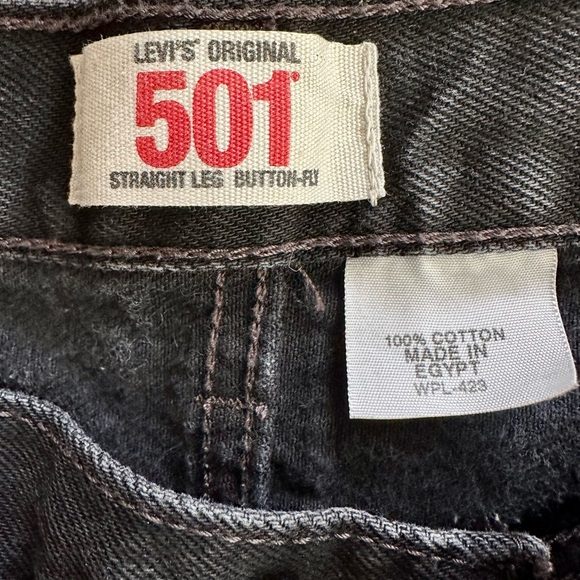 LEVI'S® ORIGINAL
501®
STRAIGHT LEG BUTTON-FLY
100% COTTON
MADE IN
EGYPT
WPL-423